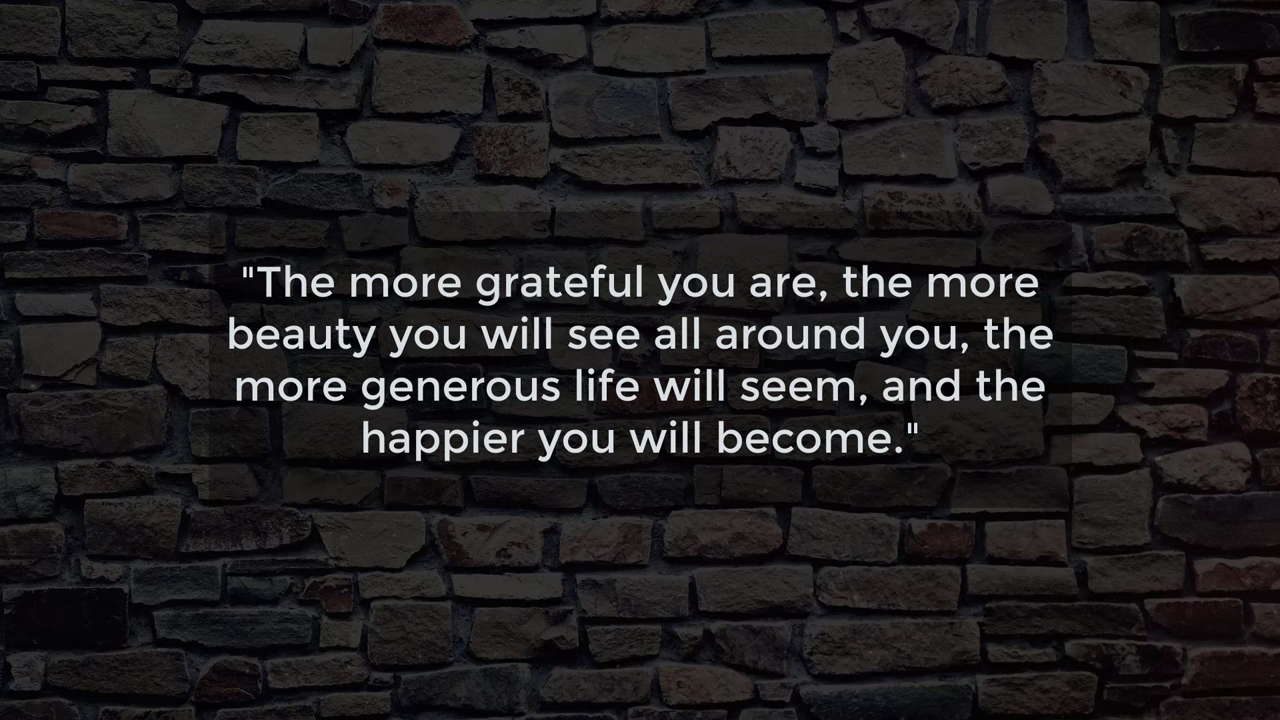 "The more grateful you are, the more
beauty you will see all around you, the
more generous life will seem, and the
happier you will become."